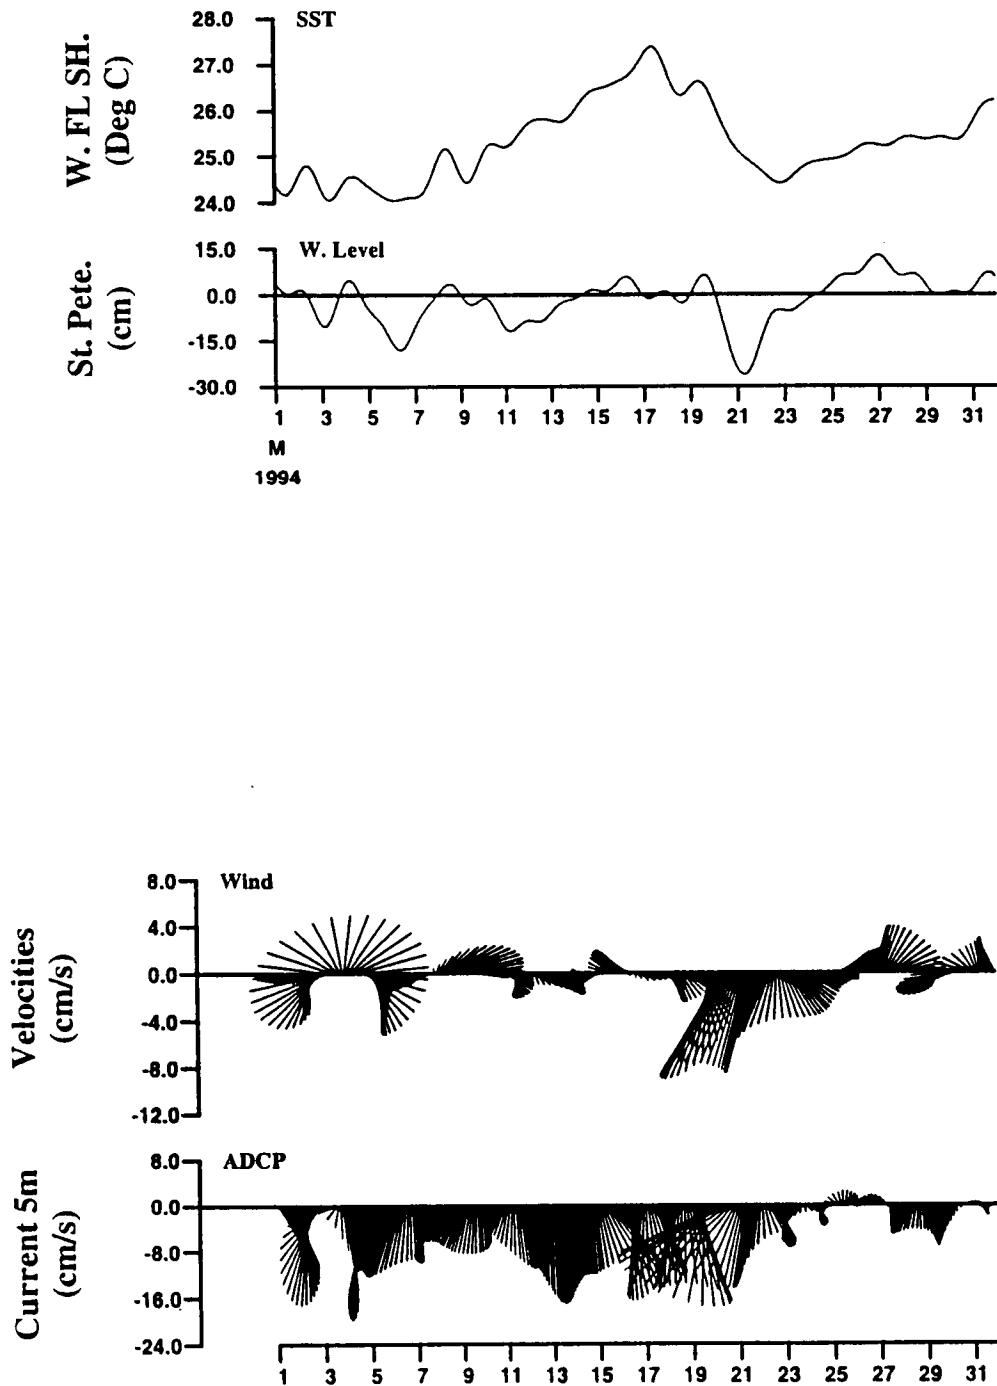 SST
W. FL SH.
(Deg C)
28.0
27.0
26.0
25.0
24.0
W. Level
St. Pete.
(cm)
15.0
0.0
-15.0
-30.0
1 3 5 7 9 11 13 15 17 19 21 23 25 27 29 31
M
1994
Wind
Velocities
(cm/s)
8.0
4.0
0.0
-4.0
-8.0
-12.0
ADCP
Current 5m
(cm/s)
8.0
0.0
-8.0
-16.0
-24.0
1 3 5 7 9 11 13 15 17 19 21 23 25 27 29 31